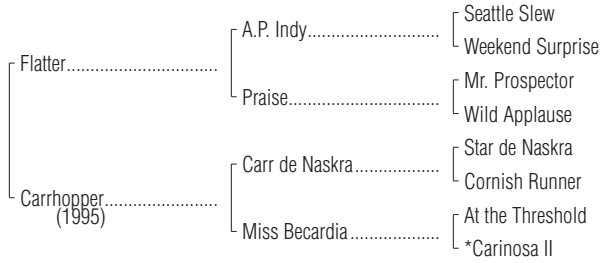 Seattle Slew
A.P. Indy..............................
Weekend Surprise
Flatter...................................
Mr. Prospector
Praise...................................
Wild Applause
Star de Naskra
Carr de Naskra...................
Carrhopper..........................
Cornish Runner
(1995)
At the Threshold
Miss Becardia.....................
*Carinosa II